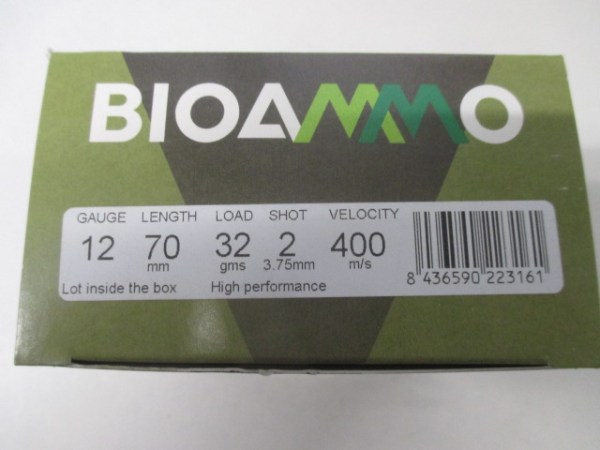 BIOAMMO
GAUGE LENGTH LOAD SHOT VELOCITY
12 70 32 2 400
mm gms 3.75mm m/s
Lot inside the box High performance
8 436590 223161